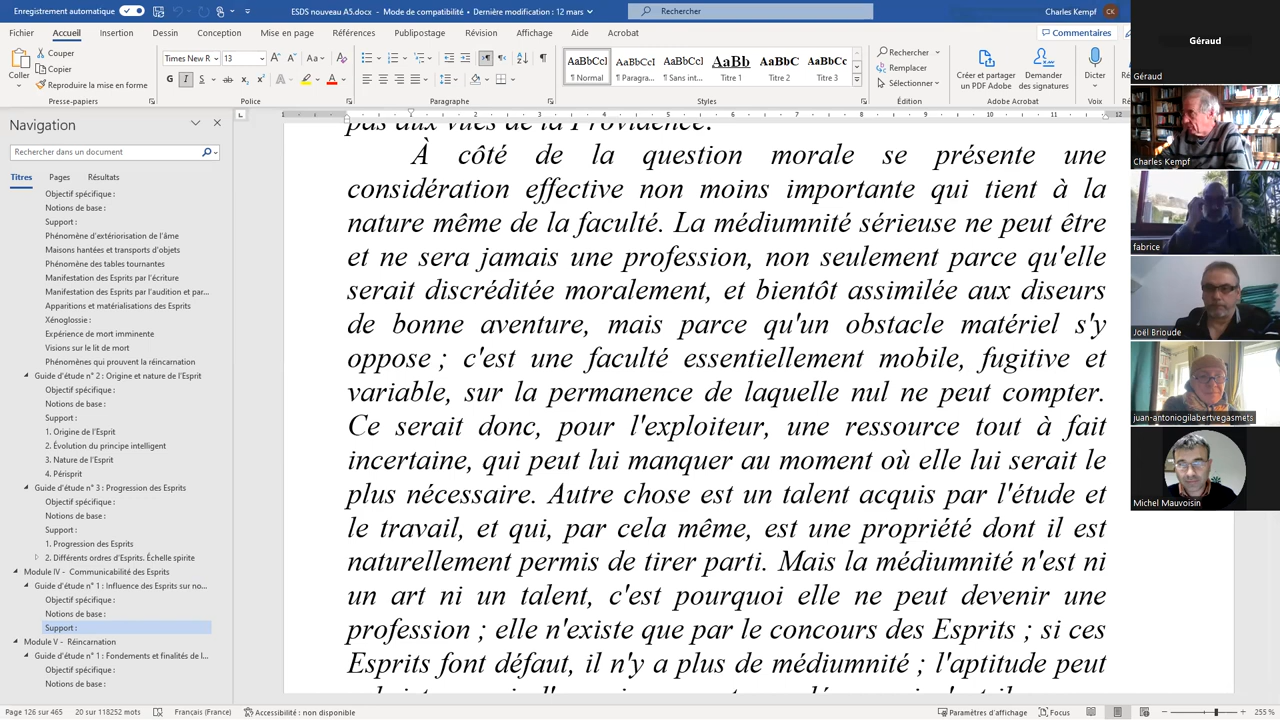 Enregistrement automatique
ESDS nouveau A5.docx - Mode de compatibilité • Dernière modification : 12 mars
Rechercher
Charles Kempf
CK
Fichier
Accueil
Insertion
Dessin
Conception
Mise en page
Références
Publipostage
Révision
Affichage
Aide
Acrobat
Commentaires
Coller
Couper
Copier
Reproduire la mise en forme
Presse-papiers
Times New R
13
Police
Paragraphe
AaBbCcI
¶ Normal
AaBbCcI
¶ Paragra...
AaBbCcI
¶ Sans int...
AaBb
Titre 1
AaBbC
Titre 2
AaBbCc
Titre 3
Styles
Rechercher
Remplacer
Sélectionner
Édition
Créer et partager
un PDF Adobe
Demander
des signatures
Adobe Acrobat
Dicter
Voix
Navigation
Rechercher dans un document
Titres
Pages
Résultats
Objectif spécifique :
Notions de base :
Support :
Phénomène d'extériorisation de l'âme
Maisons hantées et transports d'objets
Phénomène des tables tournantes
Manifestation des Esprits par l'écriture
Manifestation des Esprits par l'audition et par...
Apparitions et matérialisations des Esprits
Xénoglossie :
Expérience de mort imminente
Visions sur le lit de mort
Phénomènes qui prouvent la réincarnation
Guide d'étude n° 2 : Origine et nature de l'Esprit
Objectif spécifique :
Notions de base :
Support :
1. Origine de l'Esprit
2. Évolution du principe intelligent
3. Nature de l'Esprit
4. Périsprit
Guide d'étude n° 3 : Progression des Esprits
Objectif spécifique :
Notions de base :
Support :
1. Progression des Esprits
2. Différents ordres d'Esprits. Échelle spirite
Module IV - Communicabilité des Esprits
Guide d'étude n° 1 : Influence des Esprits sur no...
Objectif spécifique :
Notions de base :
Support :
Module V - Réincarnation
Guide d'étude n° 1 : Fondements et finalités de l...
Objectif spécifique :
Notions de base :
pas aux vues de la Providence.
À côté de la question morale se présente une
considération effective non moins importante qui tient à la
nature même de la faculté. La médiumnité sérieuse ne peut être
et ne sera jamais une profession, non seulement parce qu'elle
serait discréditée moralement, et bientôt assimilée aux diseurs
de bonne aventure, mais parce qu'un obstacle matériel s'y
oppose ; c'est une faculté essentiellement mobile, fugitive et
variable, sur la permanence de laquelle nul ne peut compter.
Ce serait donc, pour l'exploiteur, une ressource tout à fait
incertaine, qui peut lui manquer au moment où elle lui serait le
plus nécessaire. Autre chose est un talent acquis par l'étude et
le travail, et qui, par cela même, est une propriété dont il est
naturellement permis de tirer parti. Mais la médiumnité n'est ni
un art ni un talent, c'est pourquoi elle ne peut devenir une
profession ; elle n'existe que par le concours des Esprits ; si ces
Esprits font défaut, il n'y a plus de médiumnité ; l'aptitude peut
Géraud
Géraud
Charles Kempf
fabrice
Joël Brioude
juan-antoniogilabertvegasmets
Michel Mauvoisin
Page 126 sur 465
20 sur 118252 mots
Français (France)
Accessibilité : non disponible
Paramètres d'affichage
Focus
255 %